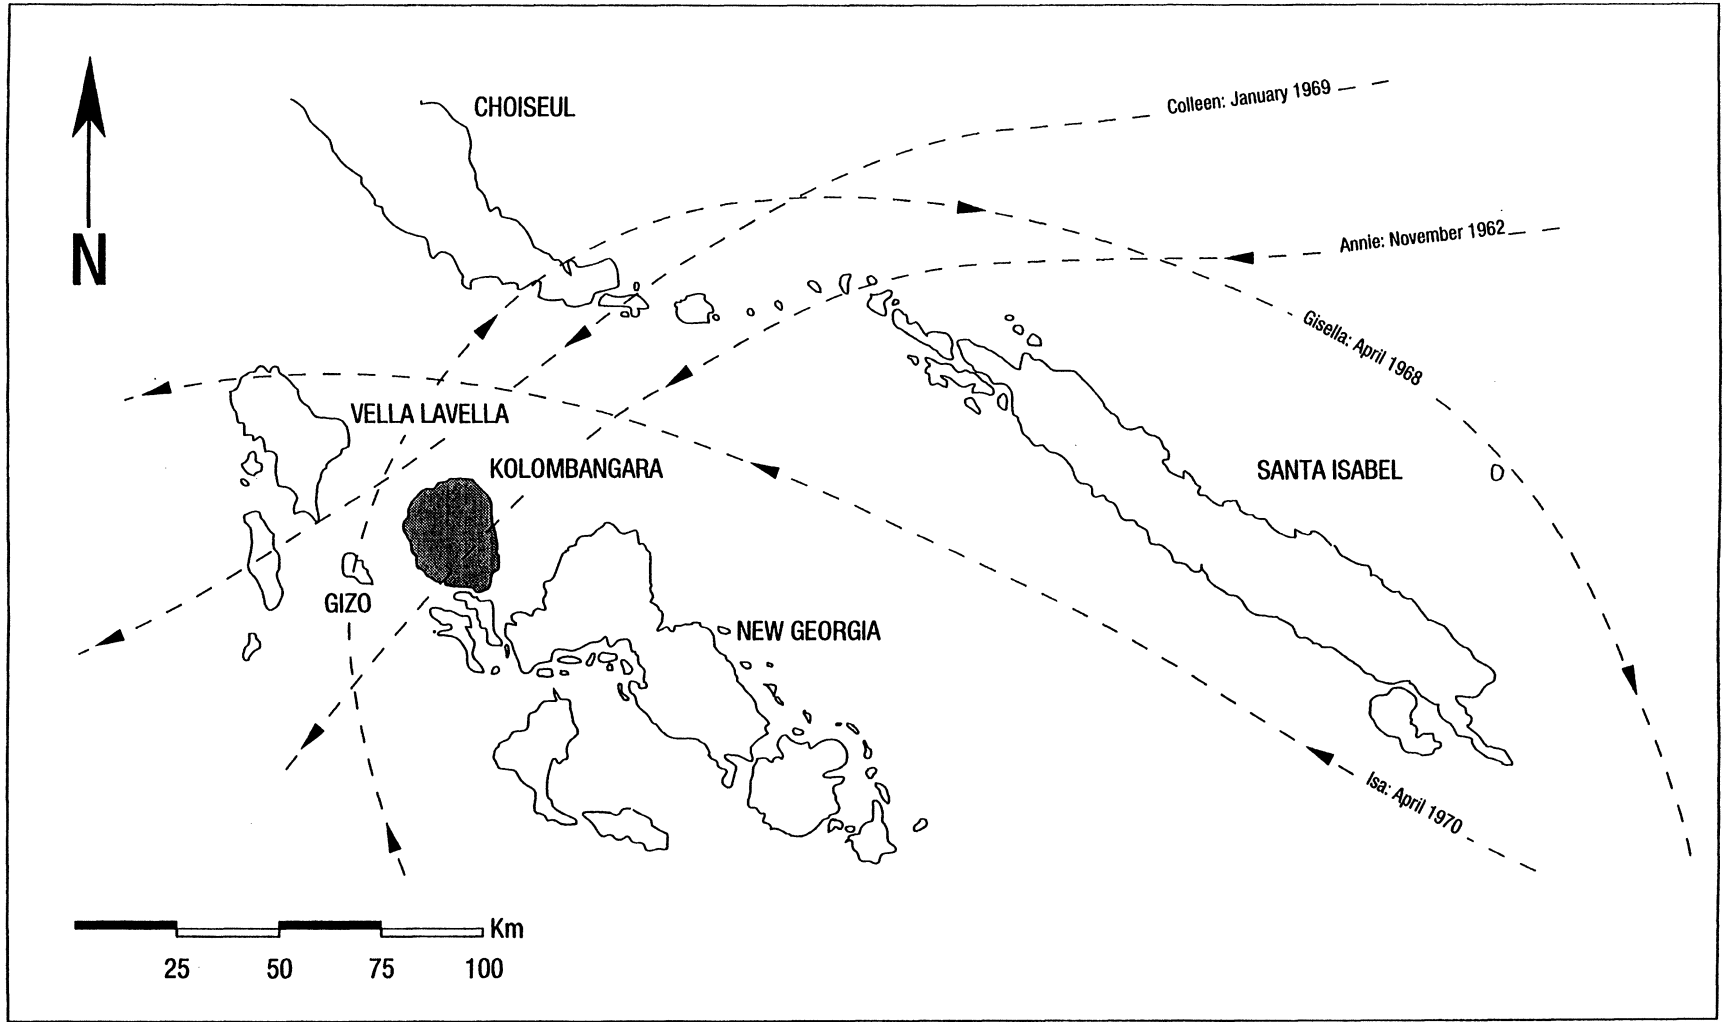 CHOISEUL
Colleen: January 1969
N
Annie: November 1962
Gisella: April 1968
VELLA LAVELLA
KOLOMBANGARA
SANTA ISABEL
GIZO
NEW GEORGIA
Isa: April 1970
Km
25 50 75 100